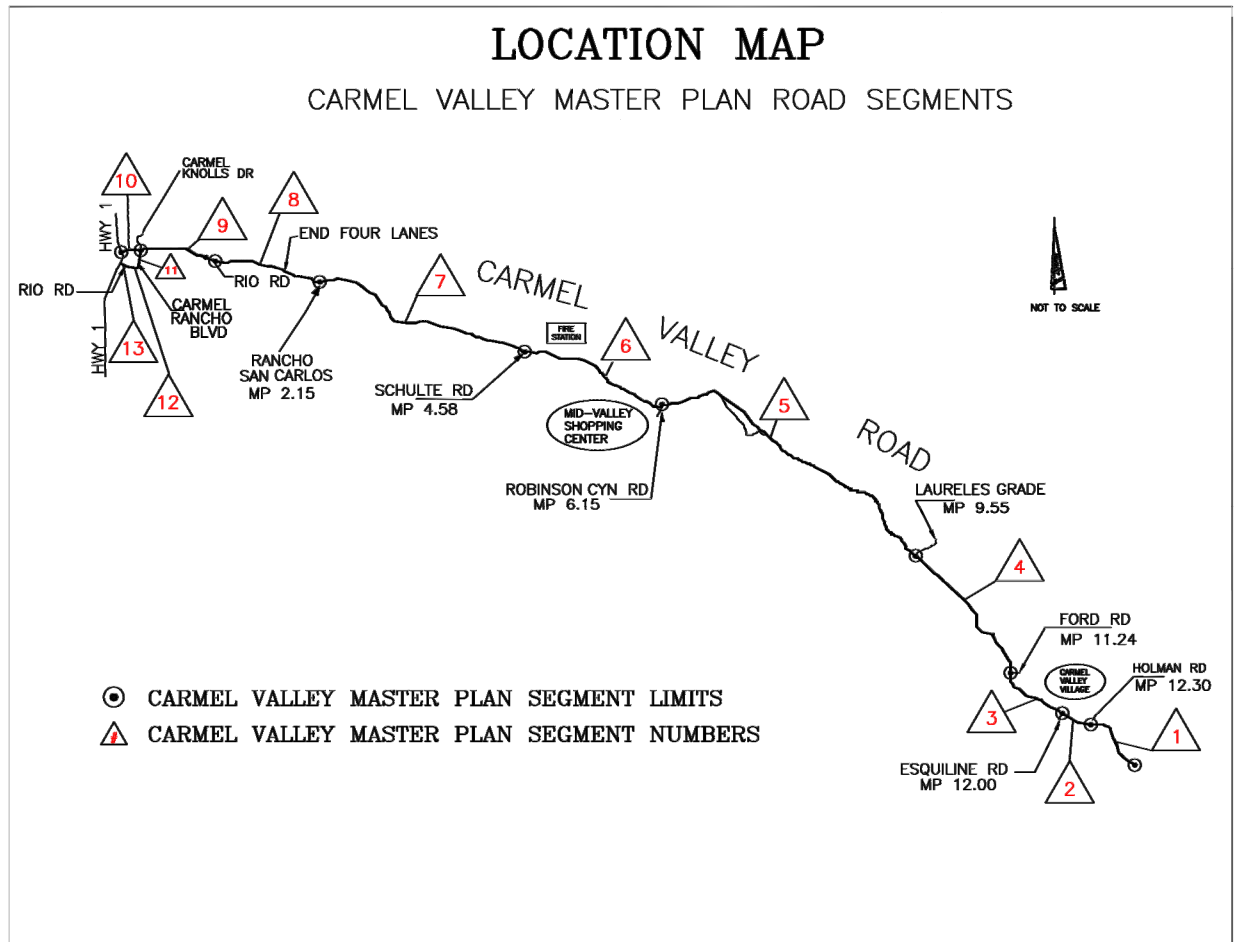 LOCATION MAP
CARMEL VALLEY MASTER PLAN ROAD SEGMENTS
CARMEL
KNOLLS DR
10
8
9
HWY 1
END FOUR LANES
11
RIO RD
RIO RD
CARMEL
RANCHO
BLVD
7
CARMEL
VALLEY
ROAD
NOT TO SCALE
13
HWY 1
12
RANCHO
SAN CARLOS
MP 2.15
FIRE
STATION
6
SCHULTE RD
MP 4.58
MID-VALLEY
SHOPPING
CENTER
5
ROBINSON CYN RD
MP 6.15
LAURELES GRADE
MP 9.55
4
FORD RD
MP 11.24
CARMEL
VALLEY
VILLAGE
HOLMAN RD
MP 12.30
3
1
ESQUILINE RD
MP 12.00
2
CARMEL VALLEY MASTER PLAN SEGMENT LIMITS
# CARMEL VALLEY MASTER PLAN SEGMENT NUMBERS